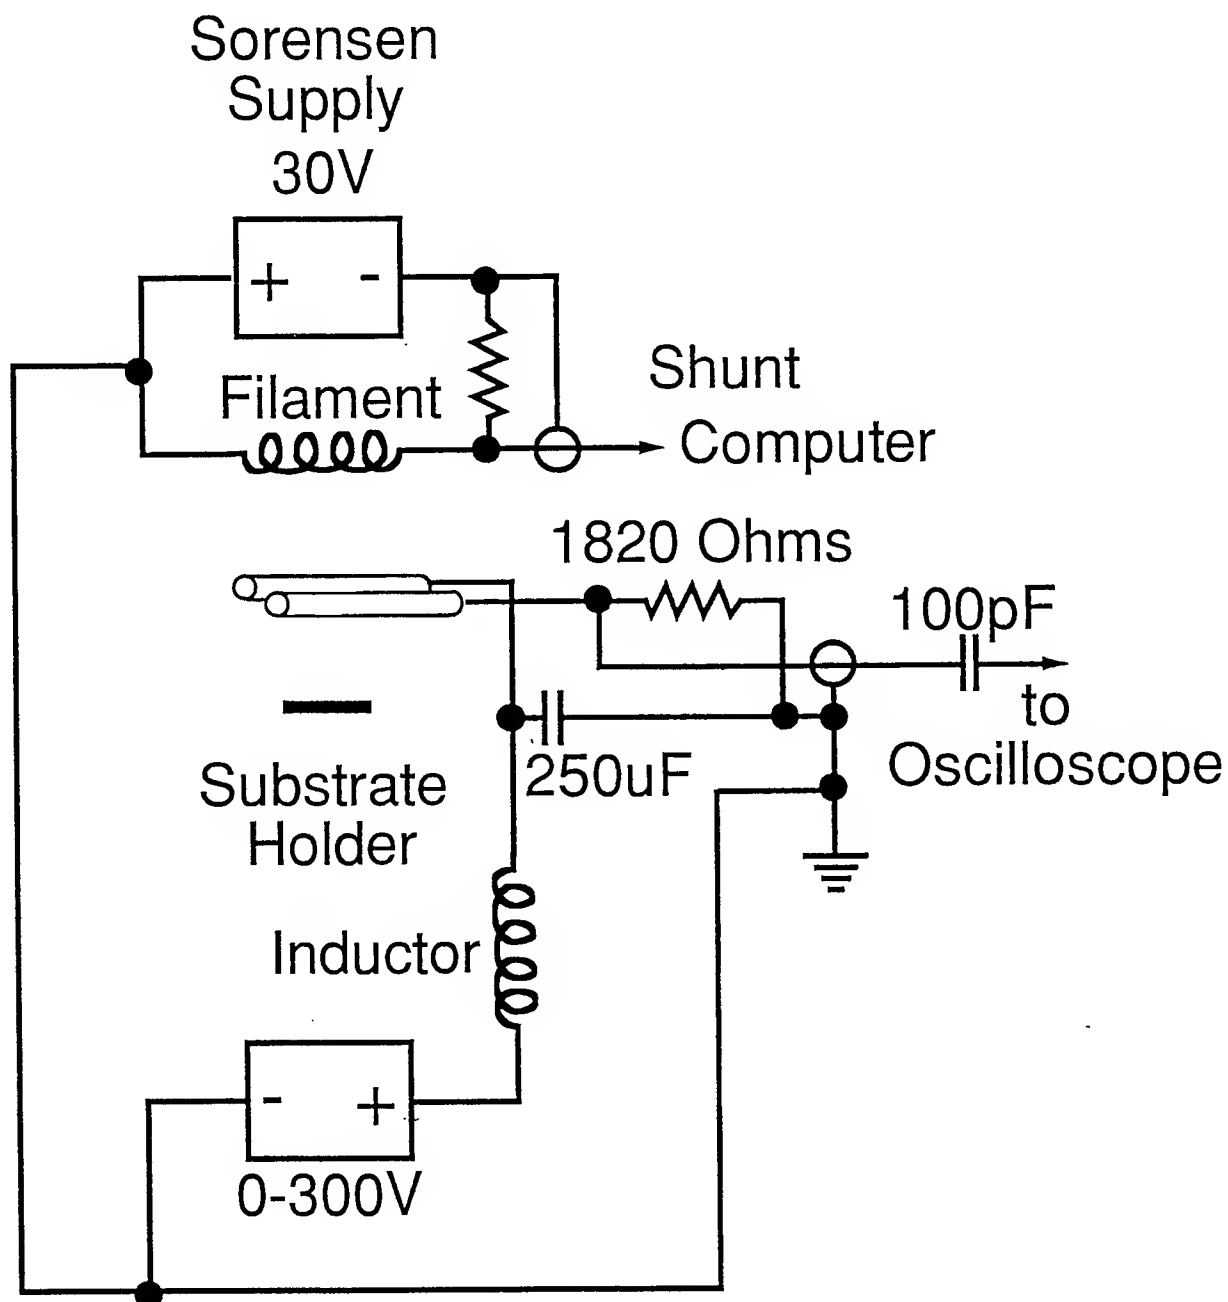 Sorensen
Supply
30V
+ -
Filament
Shunt
Computer
1820 Ohms
100pF
to
Oscilloscope
250uF
Substrate
Holder
Inductor
- +
0-300V